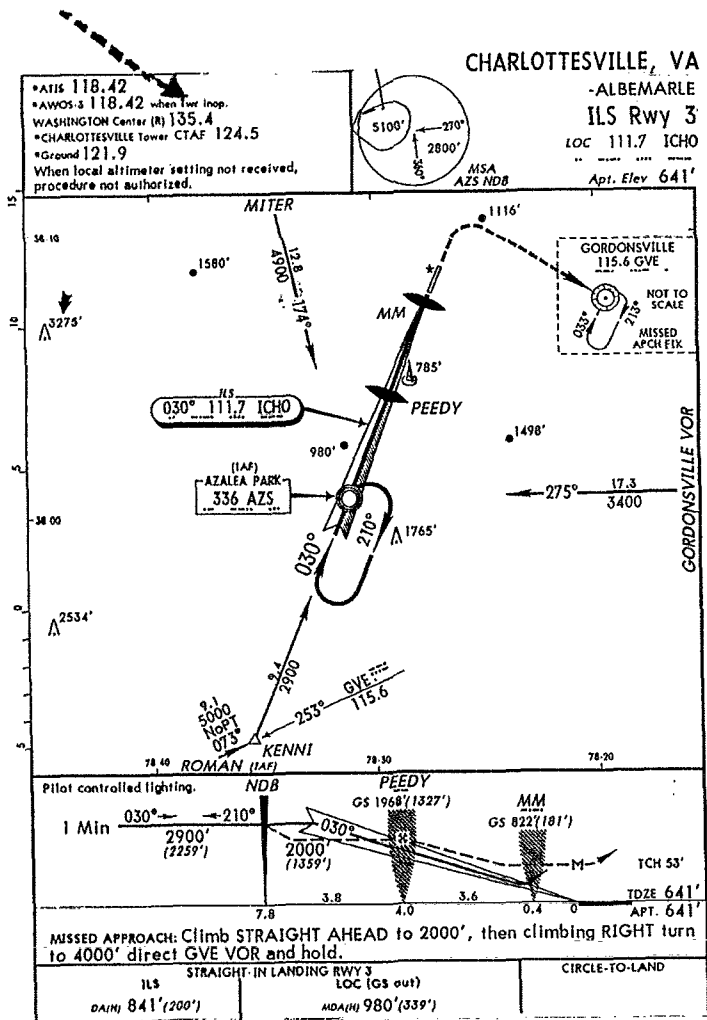 CHARLOTTESVILLE, VA
-ALBEMARLE
ILS Rwy 3
LOC 111.7 ICHO
Apt. Elev 641'
*ATIS 118.42
*AWOS-3 118.42 when Twr inop.
WASHINGTON Center (R) 135.4
*CHARLOTTESVILLE Tower CTAF 124.5
*Ground 121.9
When local altimeter setting not received,
procedure not authorized.
5100'
270°
2800'
360°
MSA
AZS NDB
15
MITER
1116'
38 10
1580'
12.8
4900
174°
GORDONSVILLE
115.6 GVE
NOT TO
SCALE
033°
213°
MISSED
APCH FIX
MM
10
3275'
785'
ILS
030° 111.7 ICHO
PEEDY
1498'
980'
(IAF)
AZALEA PARK
336 AZS
5
275°
17.3
3400
GORDONSVILLE VOR
38 00
030°
210°
1765'
0
2534'
9.4
2900
GVE
115.6
253°
9.1
5000
NoPT
073°
KENNI
ROMAN (IAF)
5
78-40
78-30
78-20
Pilot controlled lighting.
NDB
PEEDY
GS 1968'(1327')
MM
GS 822'(181')
1 Min
030°
210°
2900'
(2259')
030°
2000'
(1359')
M
TCH 53'
TDZE 641'
APT. 641'
3.8
3.6
7.8
4.0
0.4
0
MISSED APPROACH: Climb STRAIGHT AHEAD to 2000', then climbing RIGHT turn
to 4000' direct GVE VOR and hold.
STRAIGHT-IN LANDING RWY 3
CIRCLE-TO-LAND
ILS
LOC (GS out)
DA(H) 841'(200')
MDA(H) 980'(339')